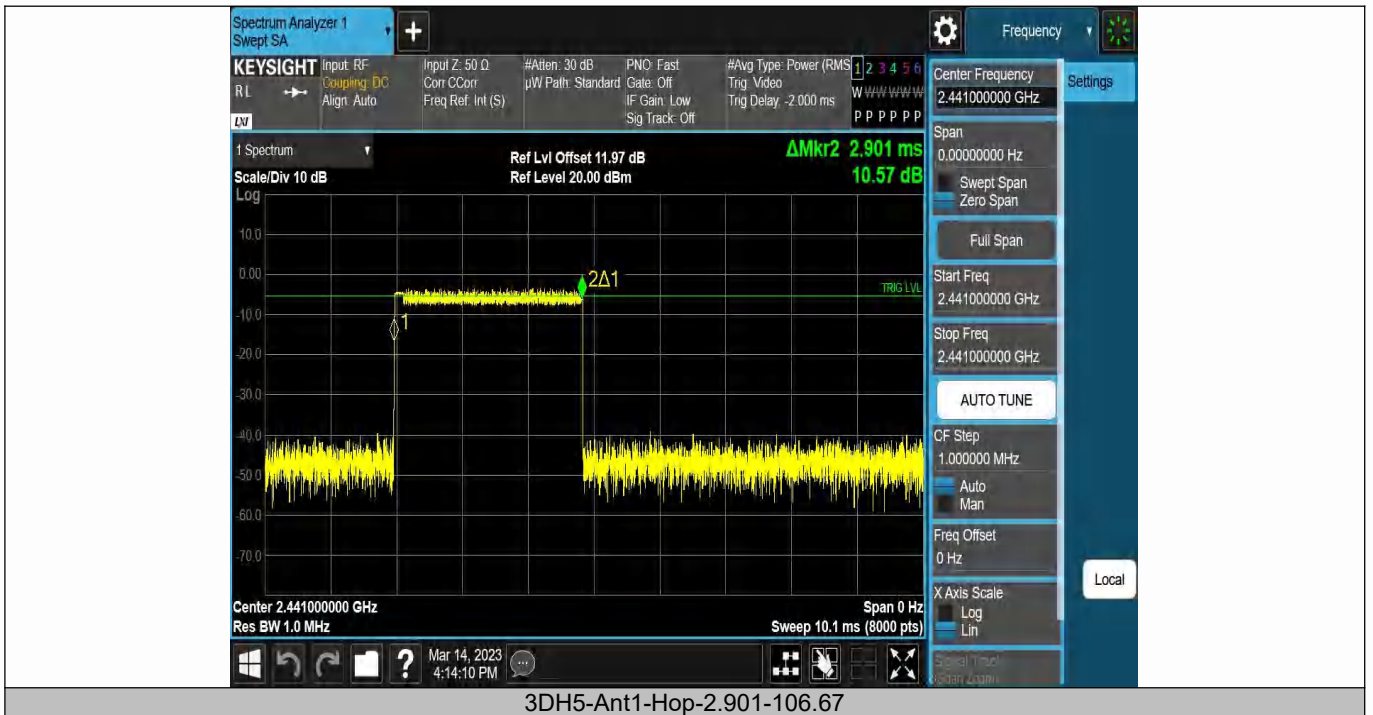 Spectrum Analyzer 1
Swept SA
+
Frequency
KEYSIGHT
RL
LXI
Input: RF
Coupling: DC
Align: Auto
Input Z: 50 Ω
Corr CCorr
Freq Ref: Int (S)
#Atten: 30 dB
µW Path: Standard
PNO: Fast
Gate: Off
IF Gain: Low
Sig Track: Off
#Avg Type: Power (RMS
Trig: Video
Trig Delay: -2.000 ms
1 2 3 4 5 6
W W W W W W
P P P P P P
1 Spectrum
Scale/Div 10 dB
Log
Ref Lvl Offset 11.97 dB
Ref Level 20.00 dBm
ΔMkr2 2.901 ms
10.57 dB
10.0
0.00
-10.0
-20.0
-30.0
-40.0
-50.0
-60.0
-70.0
2Δ1
1
TRIG LVL
Center 2.441000000 GHz
Res BW 1.0 MHz
Span 0 Hz
Sweep 10.1 ms (8000 pts)
Center Frequency
2.441000000 GHz
Settings
Span
0.00000000 Hz
Swept Span
Zero Span
Full Span
Start Freq
2.441000000 GHz
Stop Freq
2.441000000 GHz
AUTO TUNE
CF Step
1.000000 MHz
Auto
Man
Freq Offset
0 Hz
X Axis Scale
Log
Lin
Signal Track
(Span Zoom)
Local
?
Mar 14, 2023
4:14:10 PM
3DH5-Ant1-Hop-2.901-106.67